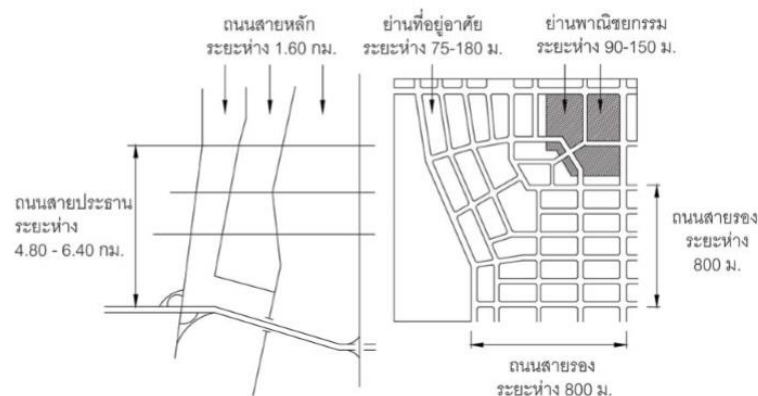 ถนนสายหลัก
ระยะห่าง 1.60 กม.
ย่านที่อยู่อาศัย
ระยะห่าง 75-180 ม.
ย่านพาณิชยกรรม
ระยะห่าง 90-150 ม.
ถนนสายประธาน
ระยะห่าง
4.80 - 6.40 กม.
ถนนสายรอง
ระยะห่าง
800 ม.
ถนนสายรอง
ระยะห่าง 800 ม.